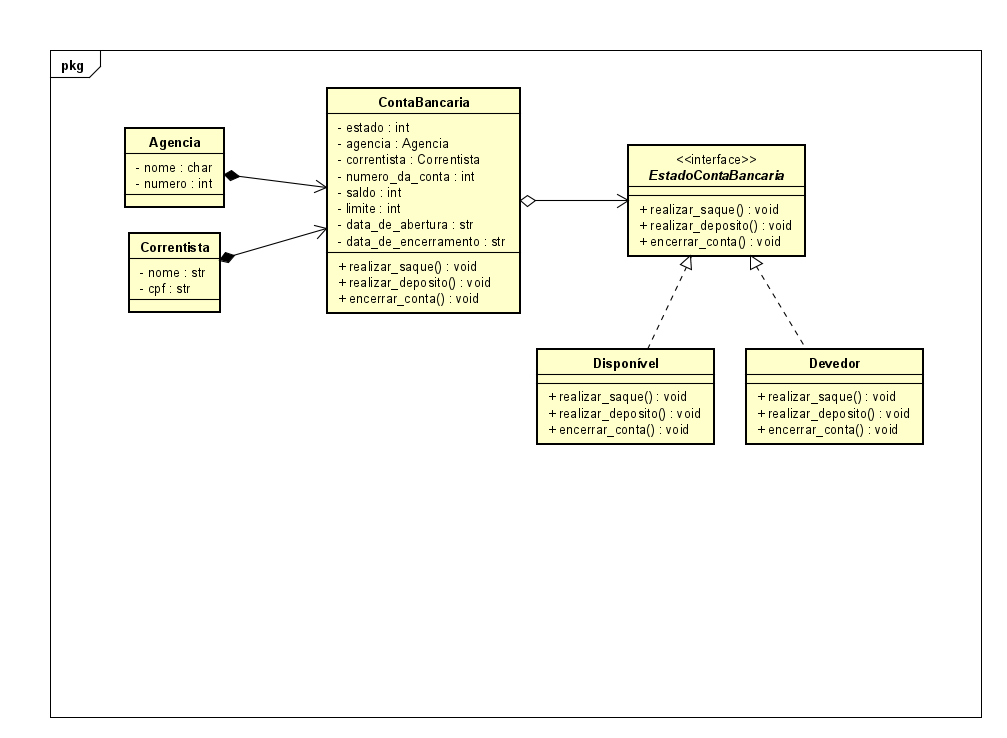 pkg
Agencia
- nome : char
- numero : int
Correntista
- nome : str
- cpf : str
ContaBancaria
- estado : int
- agencia : Agencia
- correntista : Correntista
- numero_da_conta : int
- saldo : int
- limite : int
- data_de_abertura : str
- data_de_encerramento : str
+ realizar_saque() : void
+ realizar_deposito() : void
+ encerrar_conta() : void
<<interface>>
EstadoContaBancaria
+ realizar_saque() : void
+ realizar_deposito() : void
+ encerrar_conta() : void
Disponível
+ realizar_saque() : void
+ realizar_deposito() : void
+ encerrar_conta() : void
Devedor
+ realizar_saque() : void
+ realizar_deposito() : void
+ encerrar_conta() : void